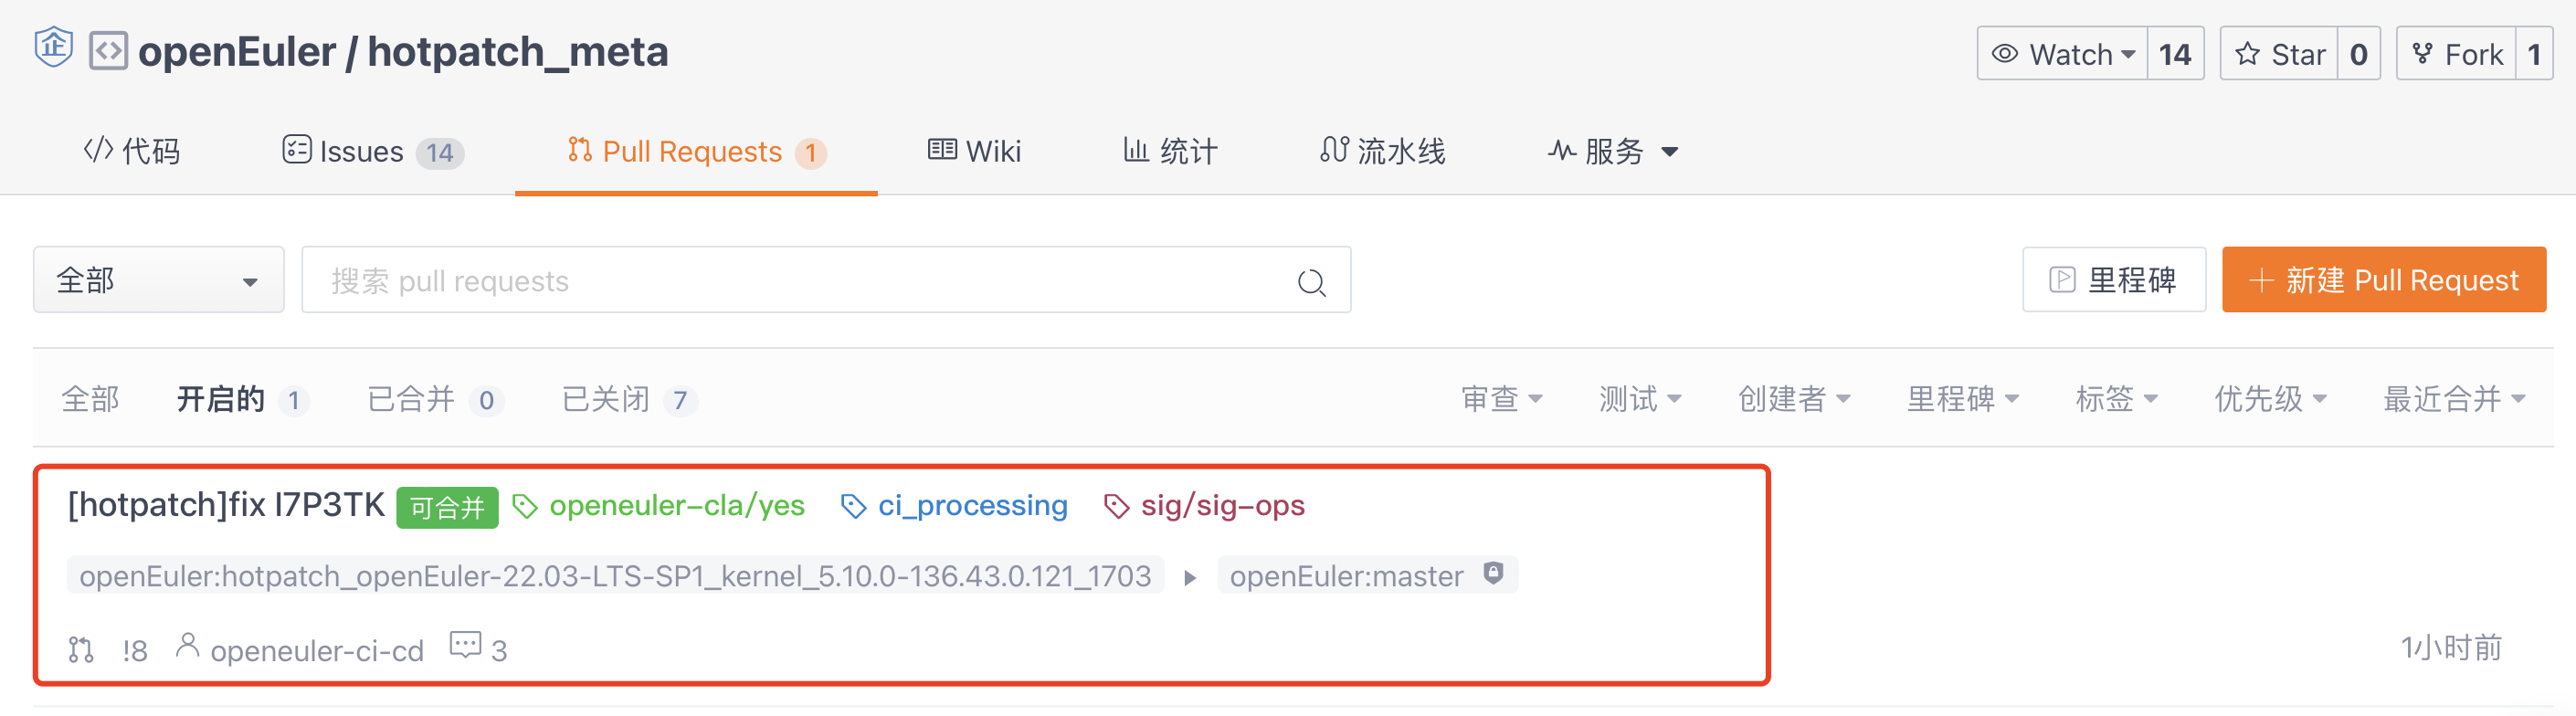 企 openEuler / hotpatch_meta Watch 14 Star 0 Fork 1
代码 Issues 14 Pull Requests 1 Wiki 统计 流水线 服务
全部 搜索 pull requests 里程碑 + 新建 Pull Request
全部 开启的 1 已合并 0 已关闭 7 审查 测试 创建者 里程碑 标签 优先级 最近合并
[hotpatch]fix I7P3TK 可合并 openeuler-cla/yes ci_processing sig/sig-ops
openEuler:hotpatch_openEuler-22.03-LTS-SP1_kernel_5.10.0-136.43.0.121_1703 openEuler:master
!8 openeuler-ci-cd 3 1小时前